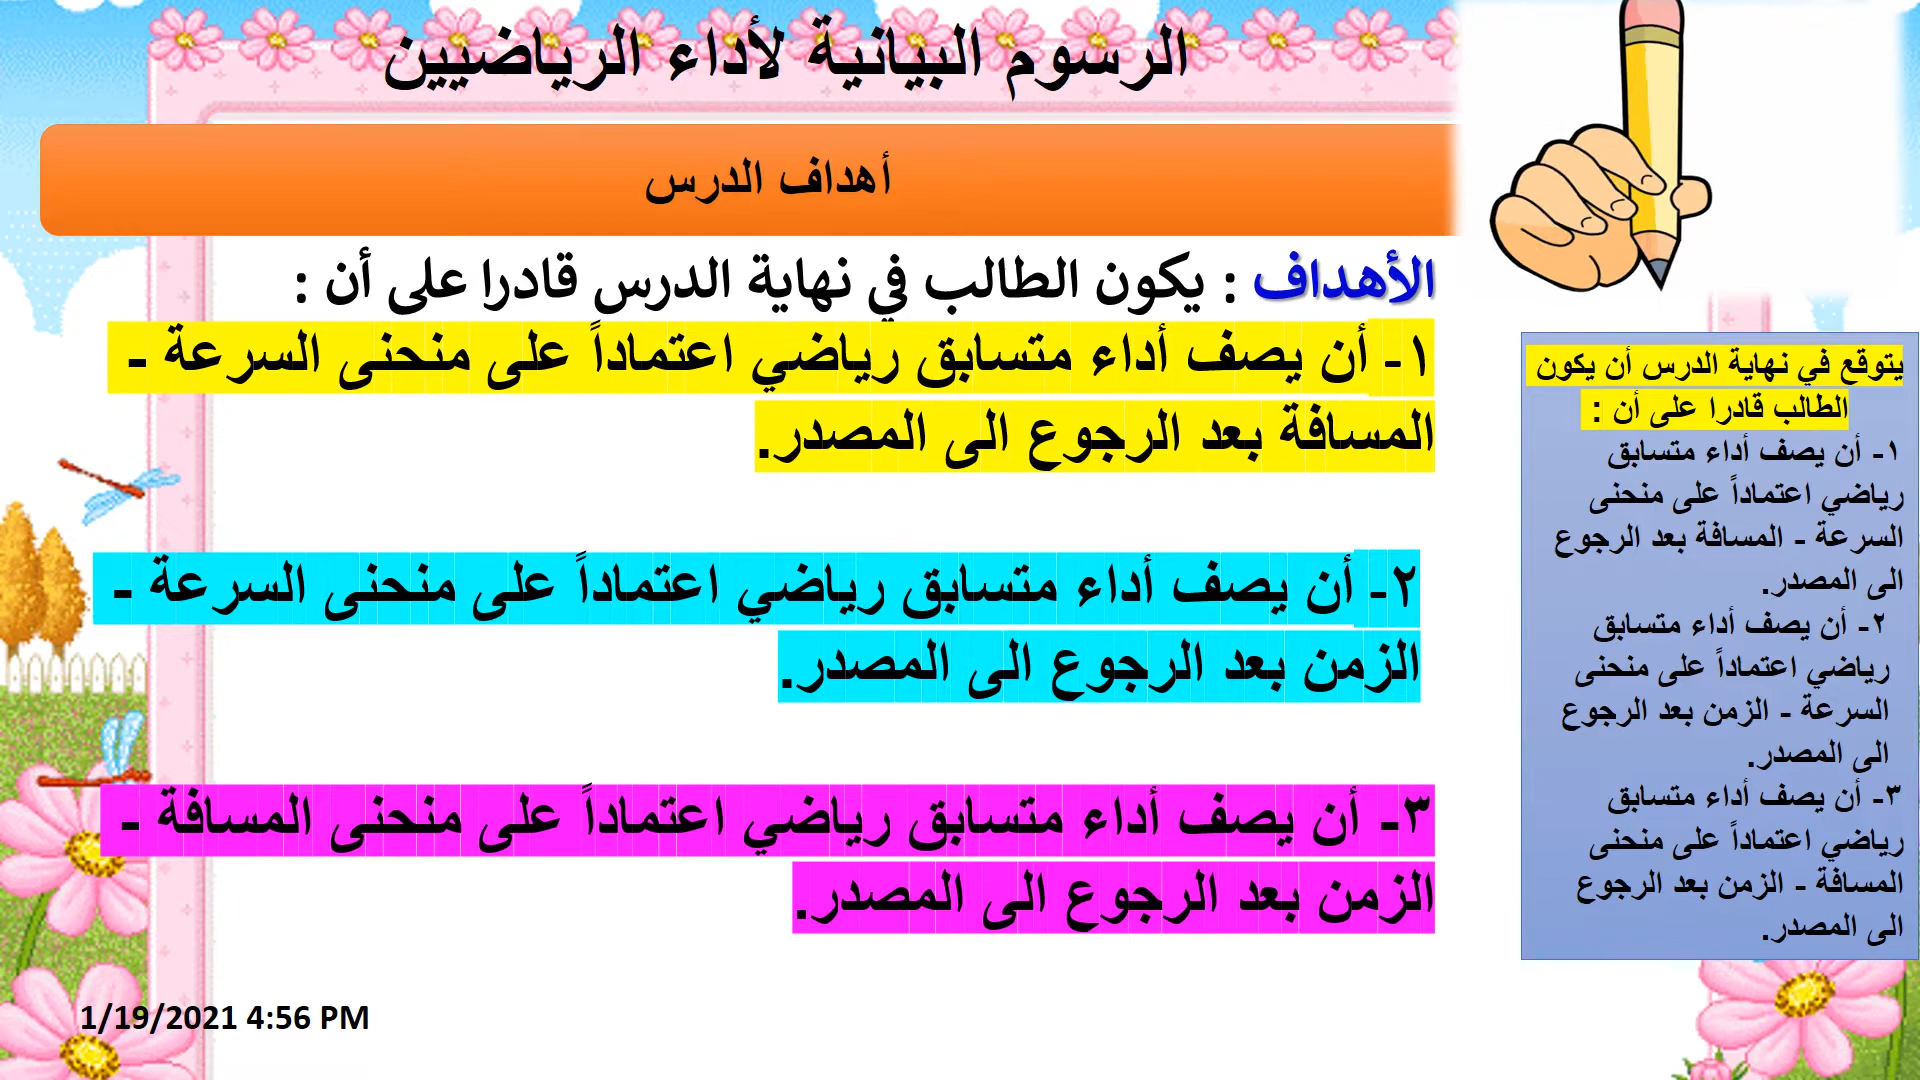 الرسوم البيانية لأداء الرياضيين
أهداف الدرس
الأهداف : يكون الطالب في نهاية الدرس قادرا على أن :
١- أن يصف أداء متسابق رياضي اعتماداً على منحنى السرعة -
المسافة بعد الرجوع الى المصدر.
٢- أن يصف أداء متسابق رياضي اعتماداً على منحنى السرعة -
الزمن بعد الرجوع الى المصدر.
٣- أن يصف أداء متسابق رياضي اعتماداً على منحنى المسافة -
الزمن بعد الرجوع الى المصدر.
يتوقع في نهاية الدرس أن يكون
الطالب قادرا على أن :
١- أن يصف أداء متسابق
رياضي اعتماداً على منحنى
السرعة - المسافة بعد الرجوع
الى المصدر.
٢- أن يصف أداء متسابق
رياضي اعتماداً على منحنى
السرعة - الزمن بعد الرجوع
الى المصدر.
٣- أن يصف أداء متسابق
رياضي اعتماداً على منحنى
المسافة - الزمن بعد الرجوع
الى المصدر.
1/19/2021 4:56 PM